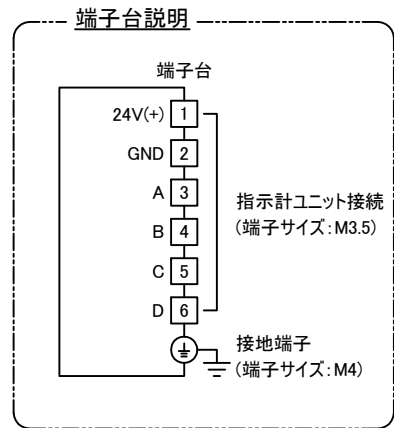 端子台説明
端子台
24V(+) 1
GND 2
A 3
B 4
C 5
D 6
指示計ユニット接続
(端子サイズ:M3.5)
接地端子
(端子サイズ:M4)